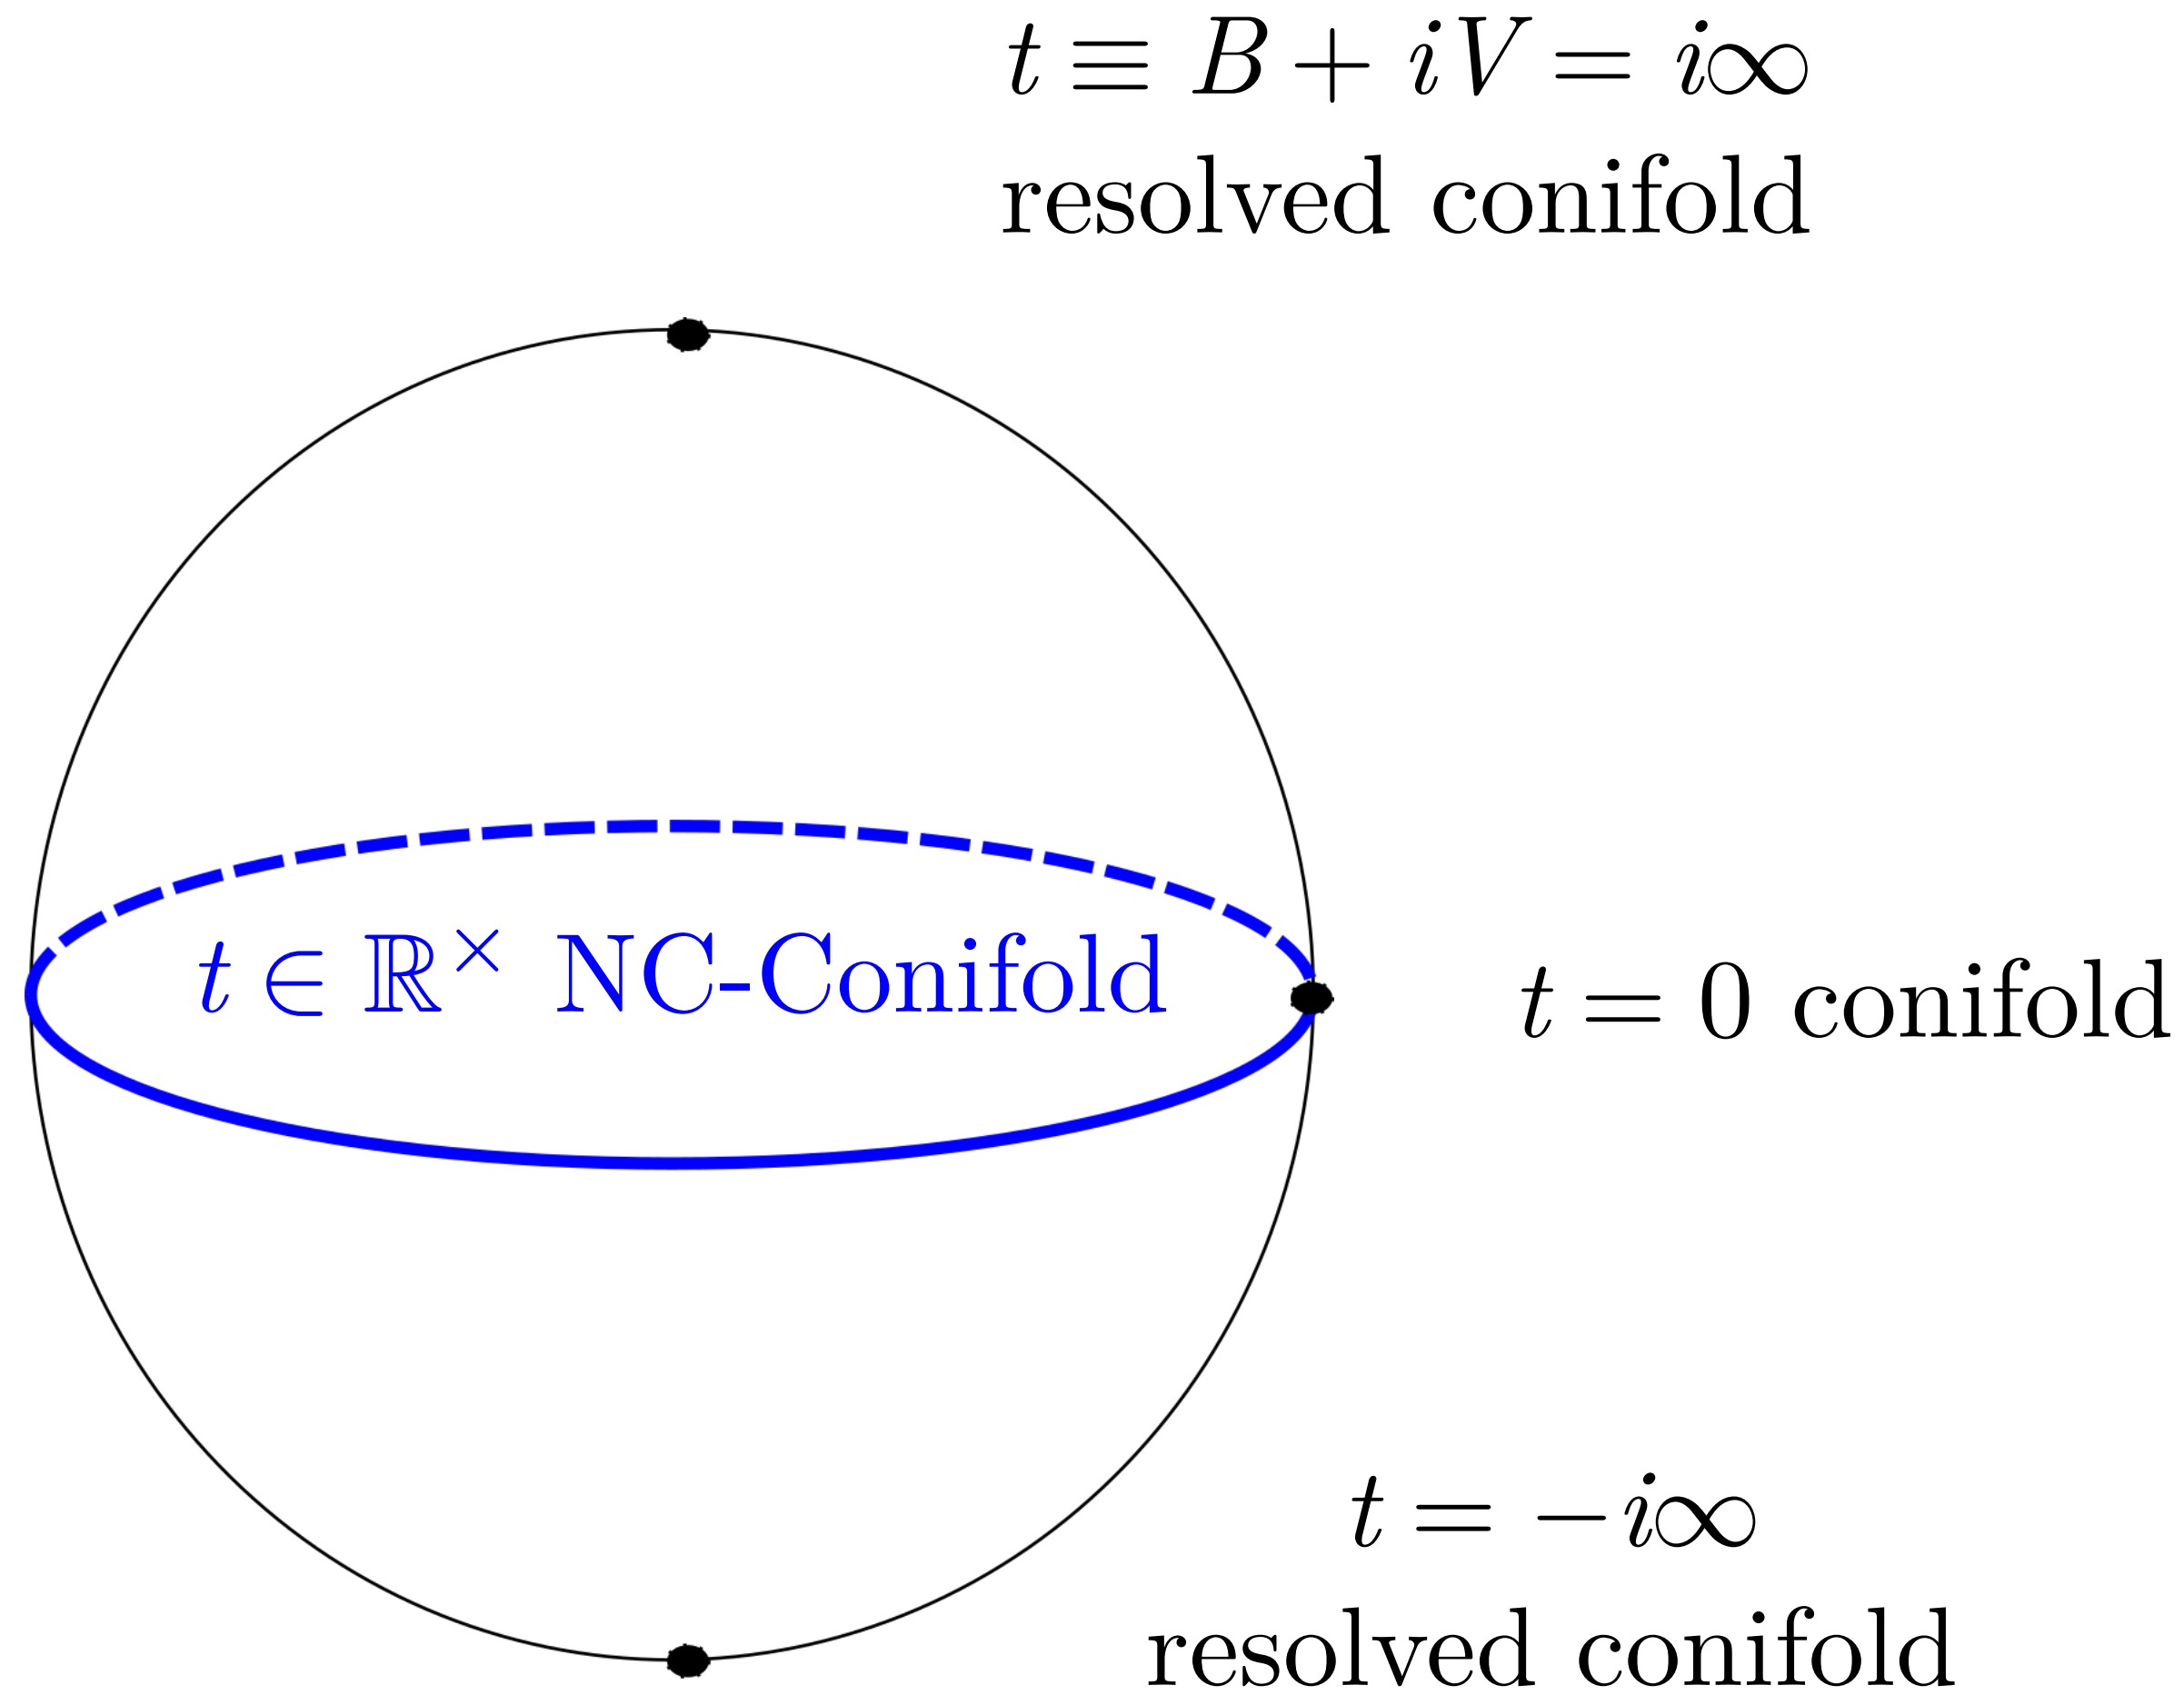 t ≡ B + iV = i∞
resolved conifold
t ∈ ℝ× NC-Conifold
t = 0 conifold
t = −i∞
resolved conifold